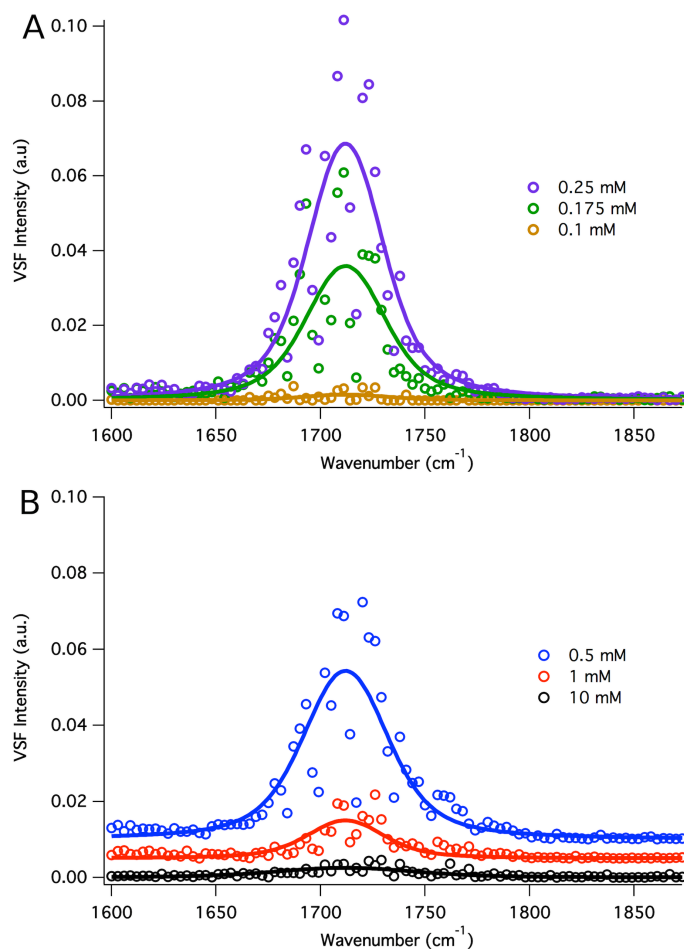 A
0.10
0.08
0.06
0.04
0.02
0.00
VSF Intensity (a.u)
0.25 mM
0.175 mM
0.1 mM
1600
1650
1700
1750
1800
1850
Wavenumber (cm⁻¹)
B
0.10
0.08
0.06
0.04
0.02
0.00
VSF Intensity (a.u.)
0.5 mM
1 mM
10 mM
1600
1650
1700
1750
1800
1850
Wavenumber (cm⁻¹)